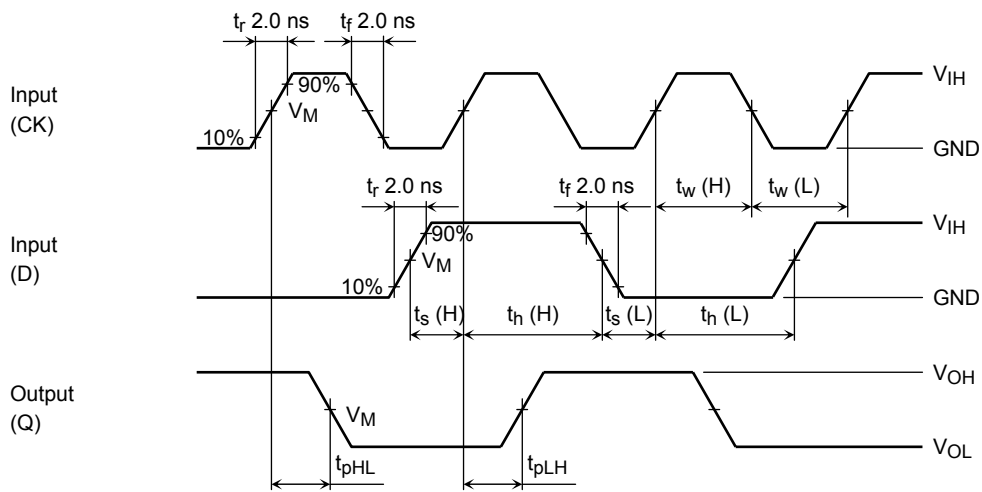 tr 2.0 ns
tf 2.0 ns
Input
(CK)
90%
VM
10%
VIH
GND
tw (H)
tw (L)
tr 2.0 ns
tf 2.0 ns
Input
(D)
90%
VM
10%
VIH
GND
ts (H)
th (H)
ts (L)
th (L)
Output
(Q)
VM
VOH
VOL
tpHL
tpLH